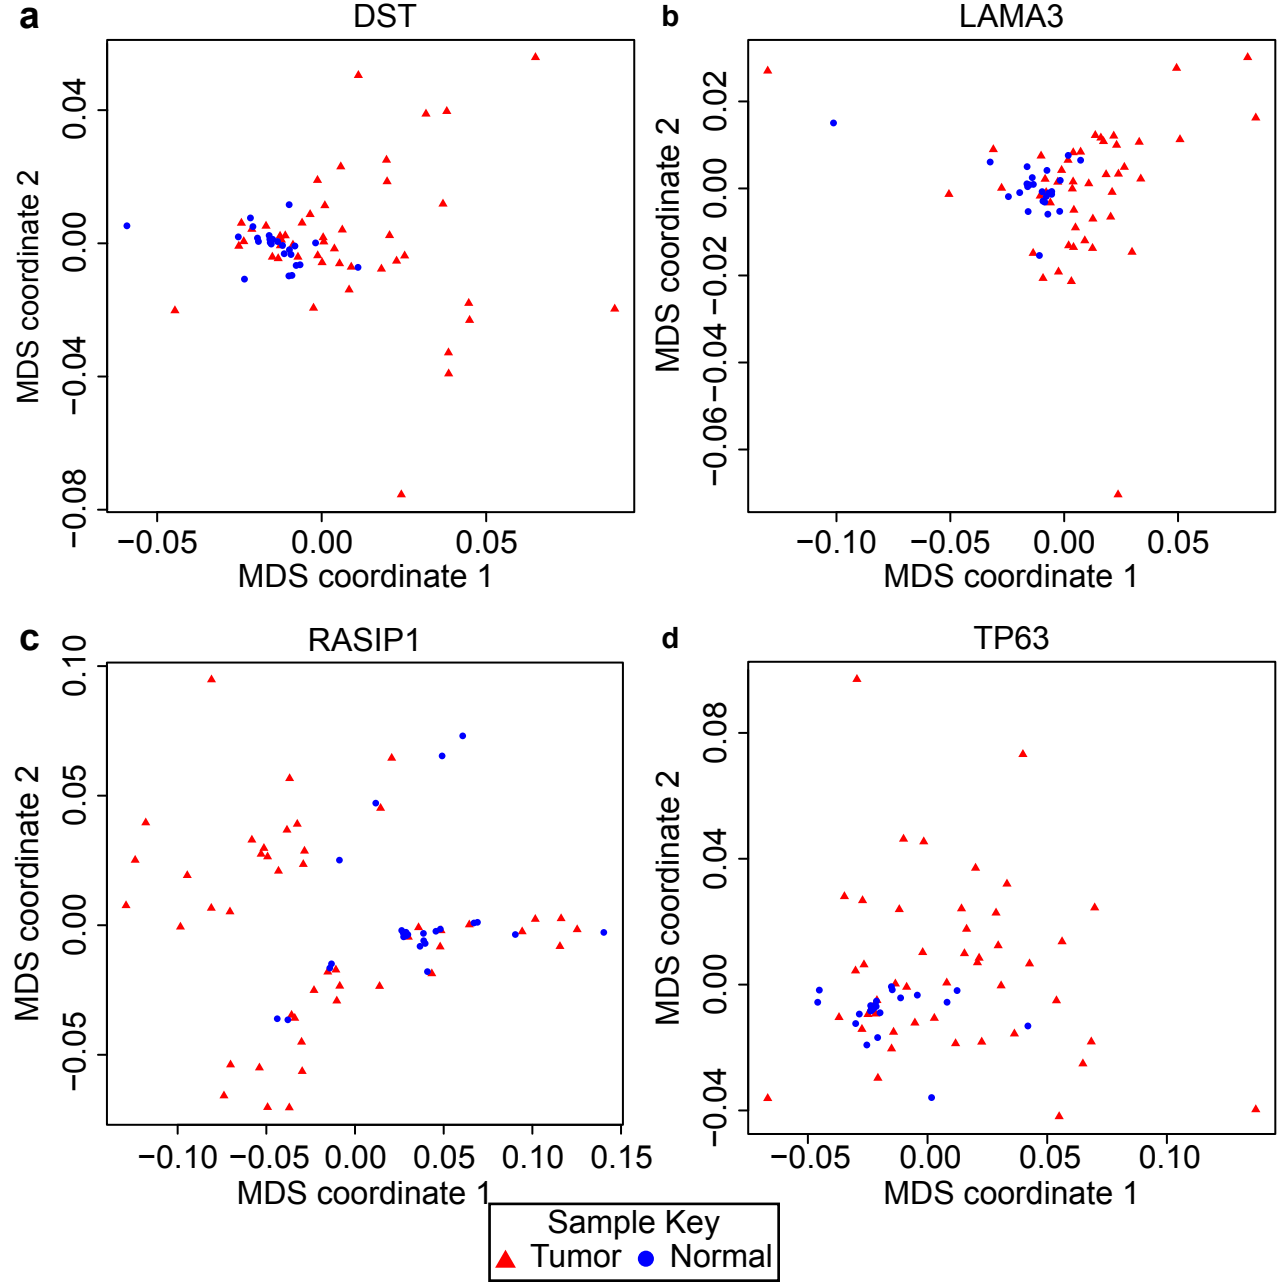 a
DST
0.04
0.00
−0.04
−0.08
MDS coordinate 2
−0.05
0.00
0.05
MDS coordinate 1
b
LAMA3
0.02
0.00
−0.02
−0.04
−0.06
MDS coordinate 2
−0.10
−0.05
0.00
0.05
MDS coordinate 1
c
RASIP1
0.10
0.05
0.00
−0.05
MDS coordinate 2
−0.10
−0.05
0.00
0.05
0.10
0.15
MDS coordinate 1
d
TP63
0.08
0.04
0.00
−0.04
MDS coordinate 2
−0.05
0.00
0.05
0.10
MDS coordinate 1
Sample Key
Tumor
Normal